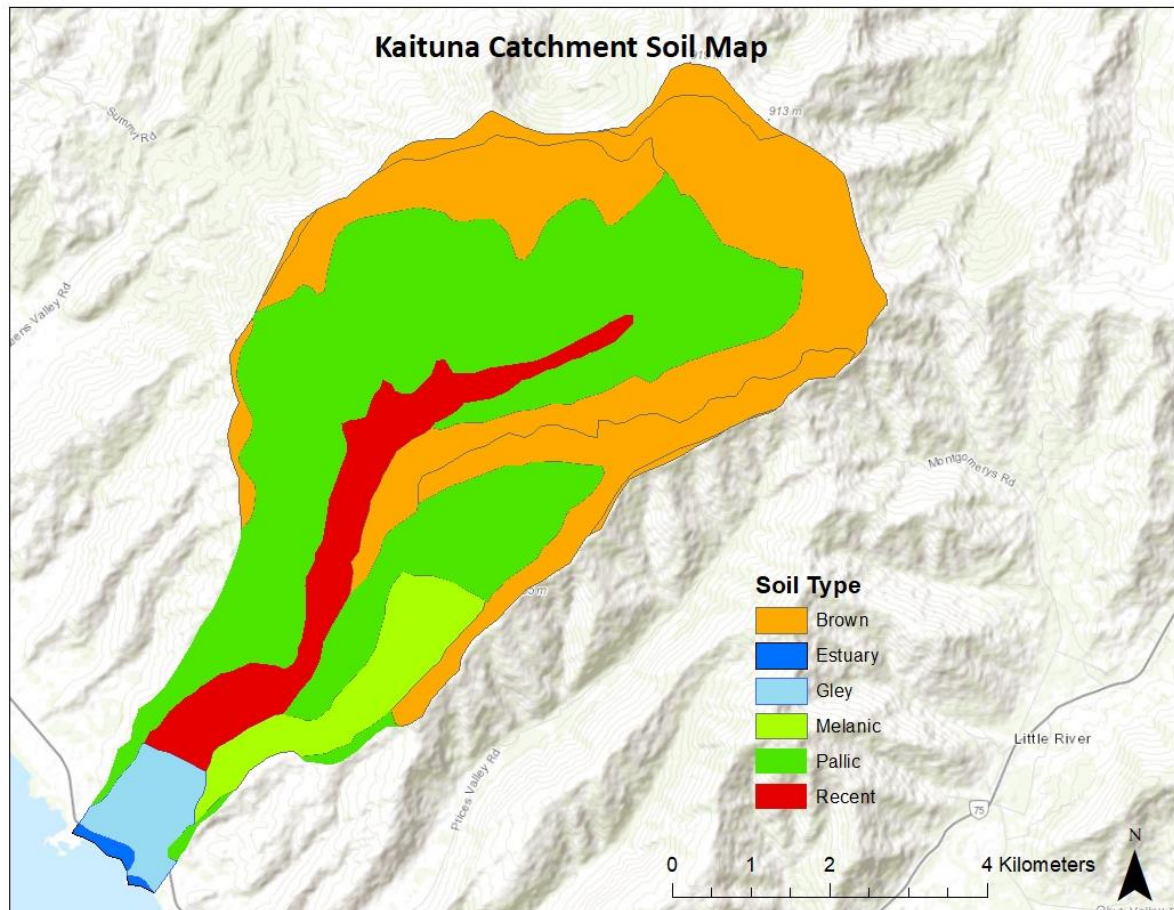 Kaituna Catchment Soil Map
913 m
Summit Rd
Valley Rd
Montgomerys Rd
Soil Type
Brown
Estuary
Gley
Melanic
Pallic
Recent
Little River
Prices Valley Rd
75
N
0 1 2 4 Kilometers